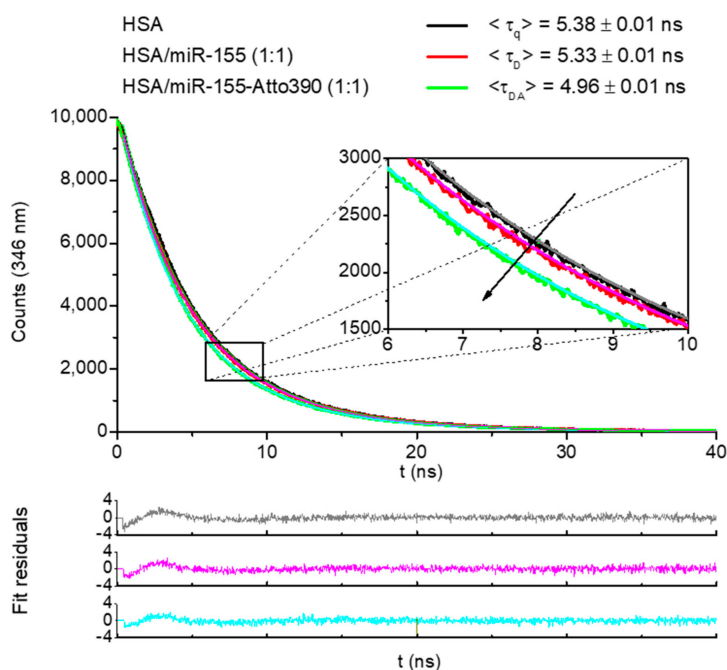 HSA < τq > = 5.38 ± 0.01 ns
HSA/miR-155 (1:1) < τD > = 5.33 ± 0.01 ns
HSA/miR-155-Atto390 (1:1) <τDA> = 4.96 ± 0.01 ns
10,000
8,000
6,000
4,000
2,000
0
Counts (346 nm)
3000
2500
2000
1500
6 7 8 9 10
0 10 20 30 40
t (ns)
Fit residuals
4
0
-4
4
0
-4
4
0
-4
t (ns)